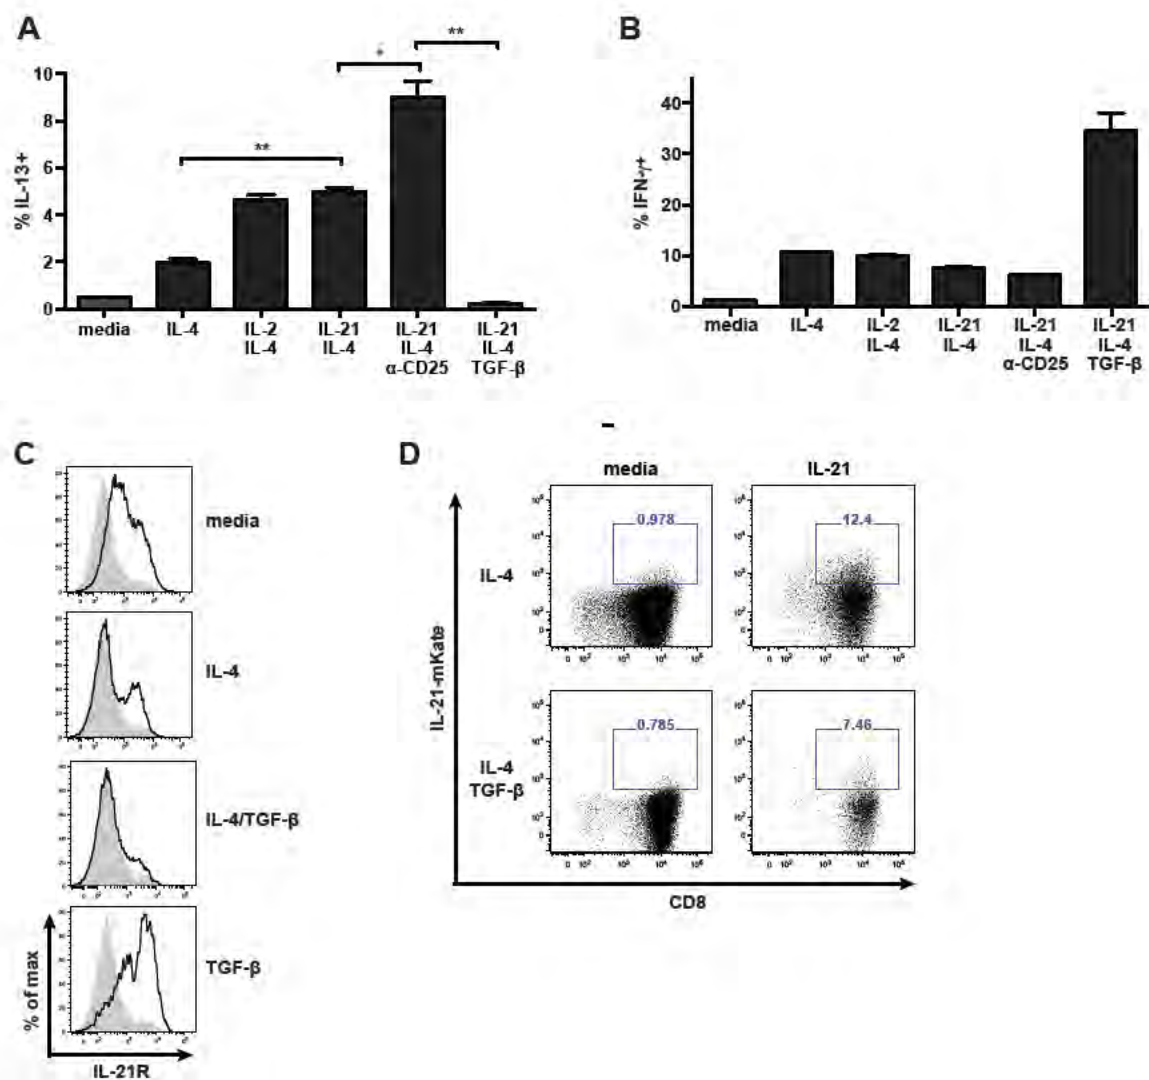 A
**
*
**
% IL-13+
10
8
6
4
2
0
media
IL-4
IL-2
IL-4
IL-21
IL-4
IL-21
IL-4
α-CD25
IL-21
IL-4
TGF-β
B
% IFN-γ+
40
30
20
10
0
media
IL-4
IL-2
IL-4
IL-21
IL-4
IL-21
IL-4
α-CD25
IL-21
IL-4
TGF-β
C
media
IL-4
IL-4/TGF-β
TGF-β
% of max
IL-21R
D
media
IL-21
IL-4
0.978
12.4
IL-4
TGF-β
0.785
7.46
IL-21-mKate
CD8